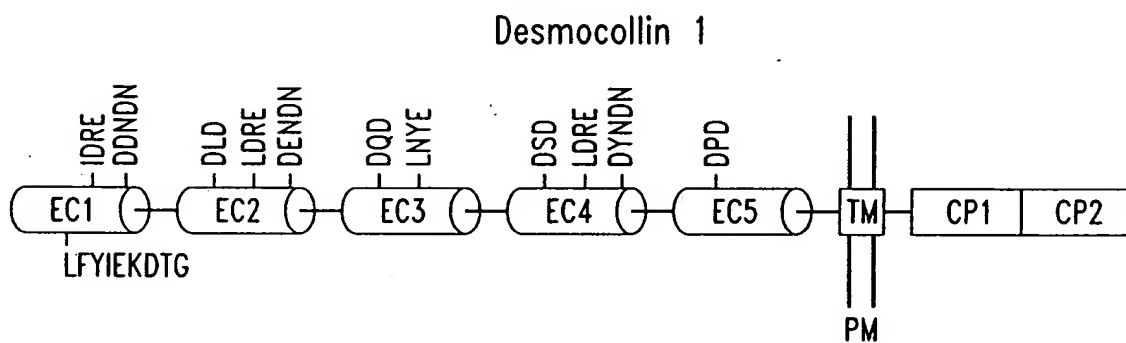 Desmocollin 1
IDRE
DDNDN
DLD
LDRE
DENDN
DQD
LNYE
DSD
LDRE
DYNDN
DPD
EC1
EC2
EC3
EC4
EC5
TM
CP1
CP2
LFYIEKDTG
PM